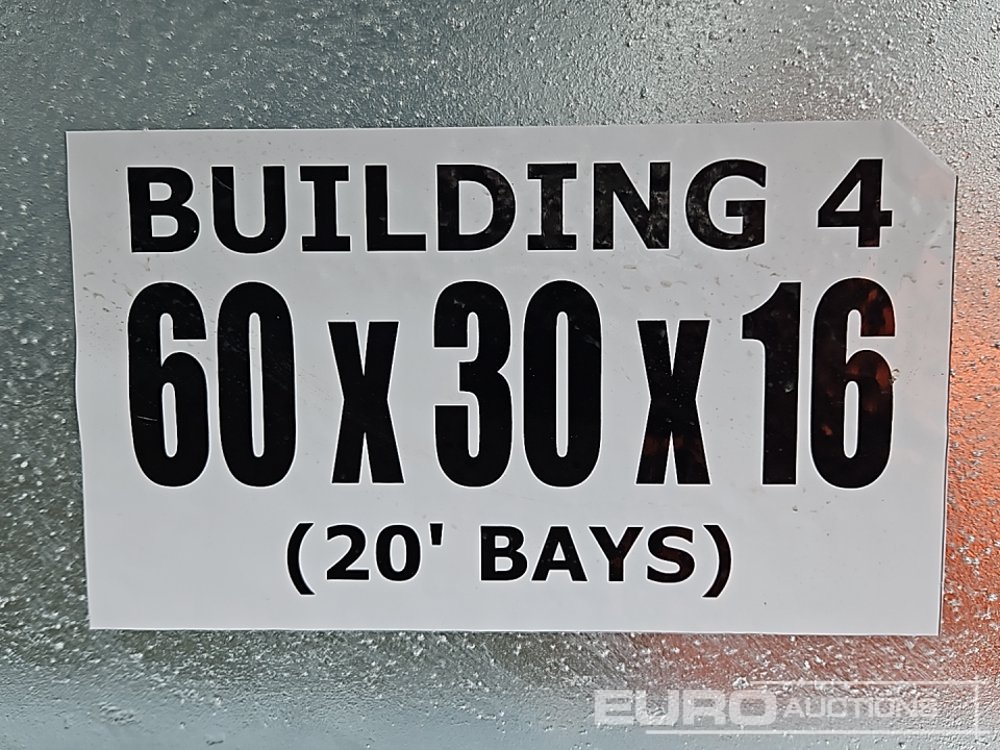 BUILDING 4
60 x 30 x 16
(20' BAYS)
EURO AUCTIONS